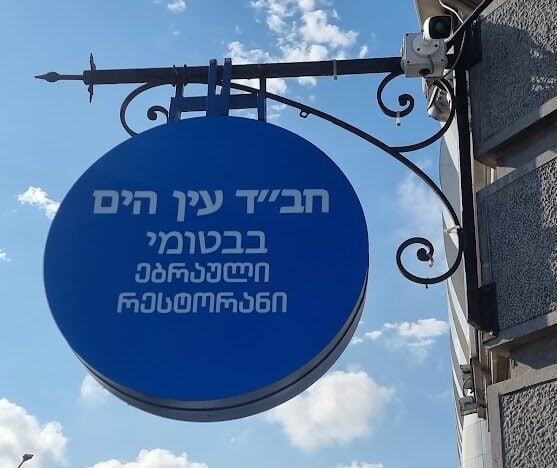 חב״ד עין הים
בבטומי
ებრაული
რესტორანი